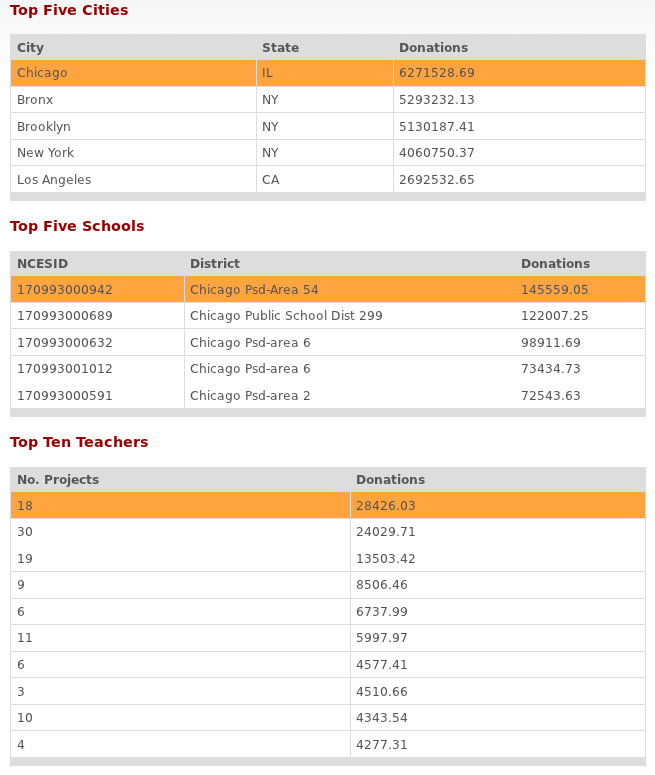 Top Five Cities
City State Donations
Chicago IL 6271528.69
Bronx NY 5293232.13
Brooklyn NY 5130187.41
New York NY 4060750.37
Los Angeles CA 2692532.65
Top Five Schools
NCESID District Donations
170993000942 Chicago Psd-Area 54 145559.05
170993000689 Chicago Public School Dist 299 122007.25
170993000632 Chicago Psd-area 6 98911.69
170993001012 Chicago Psd-area 6 73434.73
170993000591 Chicago Psd-area 2 72543.63
Top Ten Teachers
No. Projects Donations
18 28426.03
30 24029.71
19 13503.42
9 8506.46
6 6737.99
11 5997.97
6 4577.41
3 4510.66
10 4343.54
4 4277.31